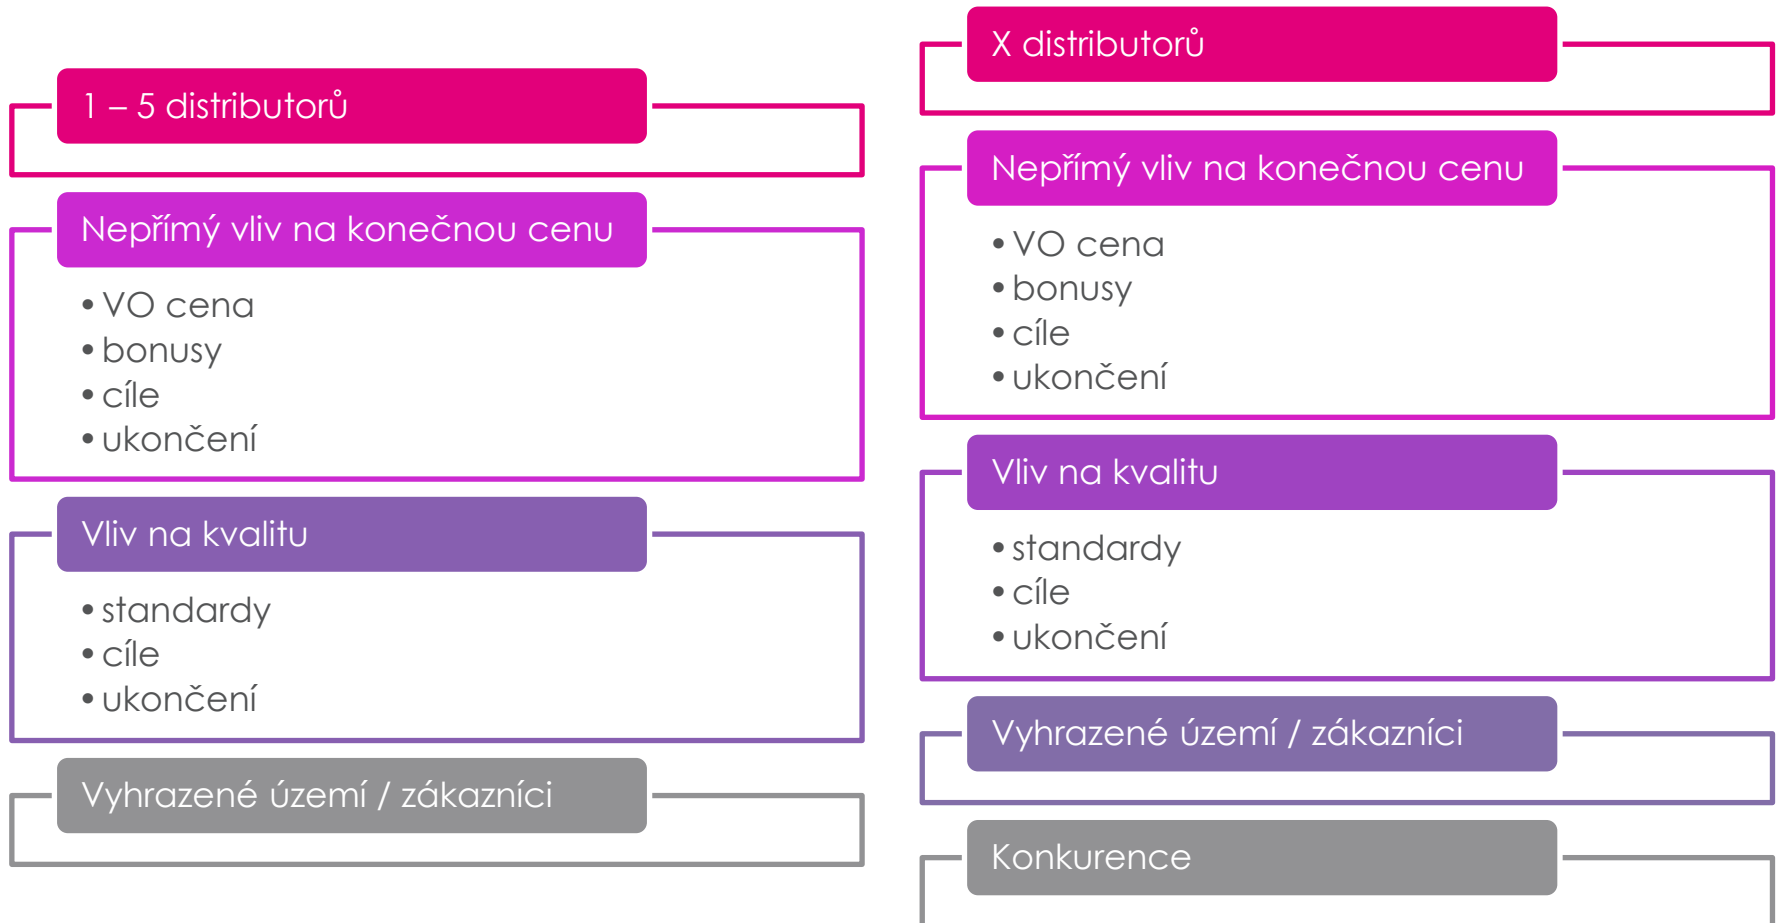 1 – 5 distributorů
Nepřímý vliv na konečnou cenu
• VO cena
• bonusy
• cíle
• ukončení
Vliv na kvalitu
• standardy
• cíle
• ukončení
Vyhrazené území / zákazníci
X distributorů
Nepřímý vliv na konečnou cenu
• VO cena
• bonusy
• cíle
• ukončení
Vliv na kvalitu
• standardy
• cíle
• ukončení
Vyhrazené území / zákazníci
Konkurence